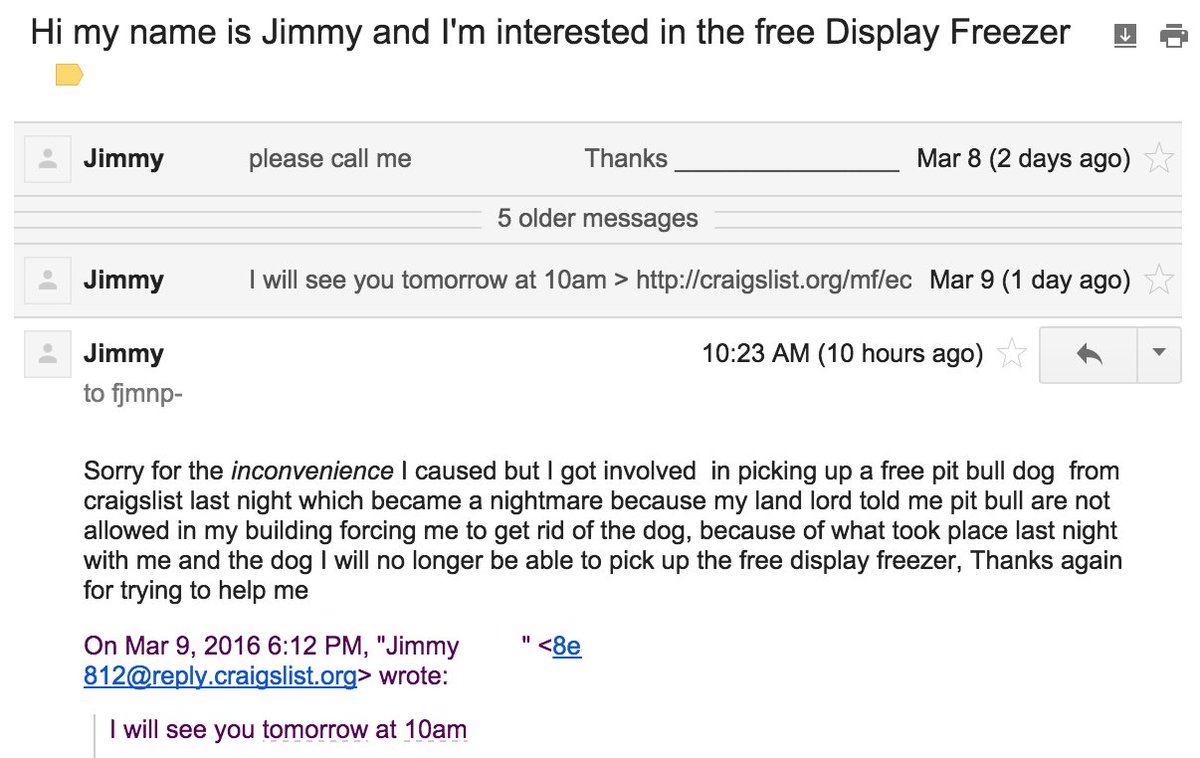 Hi my name is Jimmy and I'm interested in the free Display Freezer
Jimmy please call me Thanks ________________ Mar 8 (2 days ago)
5 older messages
Jimmy I will see you tomorrow at 10am > http://craigslist.org/mf/ec Mar 9 (1 day ago)
Jimmy 10:23 AM (10 hours ago)
to fjmnp-
Sorry for the inconvenience I caused but I got involved in picking up a free pit bull dog from
craigslist last night which became a nightmare because my land lord told me pit bull are not
allowed in my building forcing me to get rid of the dog, because of what took place last night
with me and the dog I will no longer be able to pick up the free display freezer, Thanks again
for trying to help me
On Mar 9, 2016 6:12 PM, "Jimmy " <8e
812@reply.craigslist.org> wrote:
I will see you tomorrow at 10am